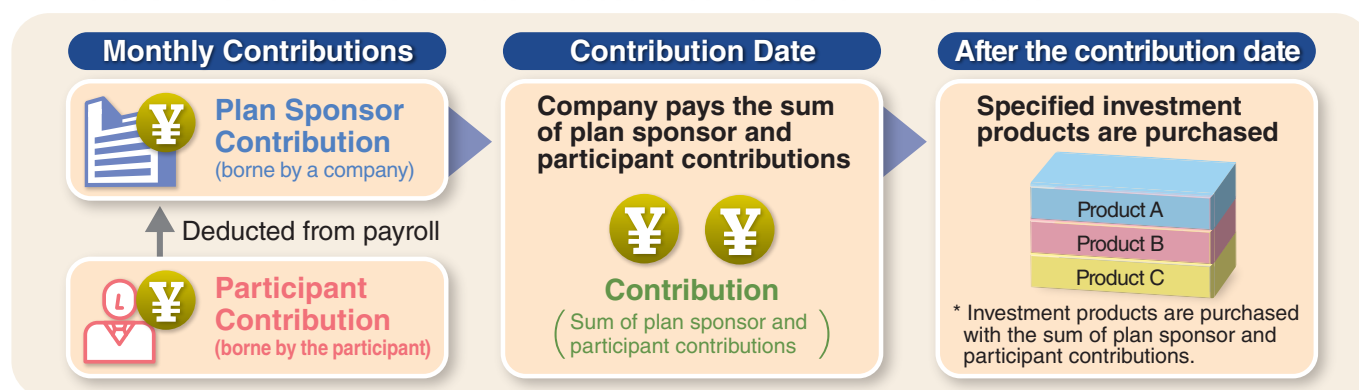 Monthly Contributions
Plan Sponsor
Contribution
(borne by a company)
¥
Deducted from payroll
Participant
Contribution
(borne by the participant)
¥
Contribution Date
Company pays the sum
of plan sponsor and
participant contributions
¥ ¥
Contribution
(Sum of plan sponsor and
participant contributions)
After the contribution date
Specified investment
products are purchased
Product A
Product B
Product C
* Investment products are purchased
with the sum of plan sponsor and
participant contributions.